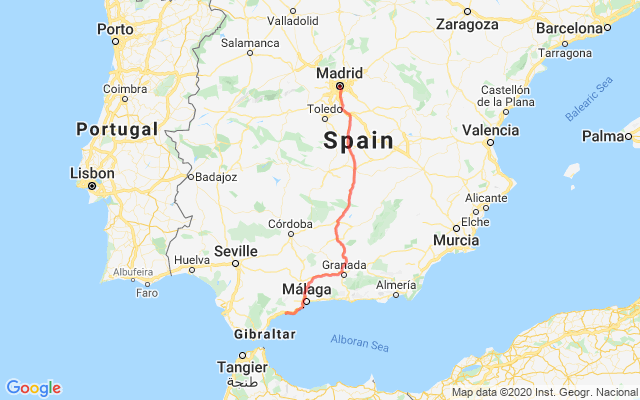 Valladolid
Zaragoza
Barcelona
Porto
Salamanca
Tarragona
Madrid
Coimbra
Toledo
Castellón
de la Plana
Balearic Sea
Portugal
Spain
Valencia
Palma
Lisbon
Badajoz
Alicante
Córdoba
Elche
Murcia
Seville
Huelva
Granada
Albufeira
Faro
Málaga
Almería
Gibraltar
Alboran Sea
Tangier
طنجة
Google
Map data ©2020 Inst. Geogr. Nacional